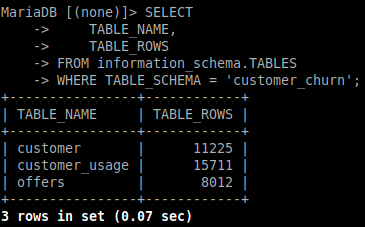 MariaDB [(none)]> SELECT
    ->     TABLE_NAME,
    ->     TABLE_ROWS
    -> FROM information_schema.TABLES
    -> WHERE TABLE_SCHEMA = 'customer_churn';
+----------------+------------+
| TABLE_NAME     | TABLE_ROWS |
+----------------+------------+
| customer       |      11225 |
| customer_usage |      15711 |
| offers         |       8012 |
+----------------+------------+
3 rows in set (0.07 sec)